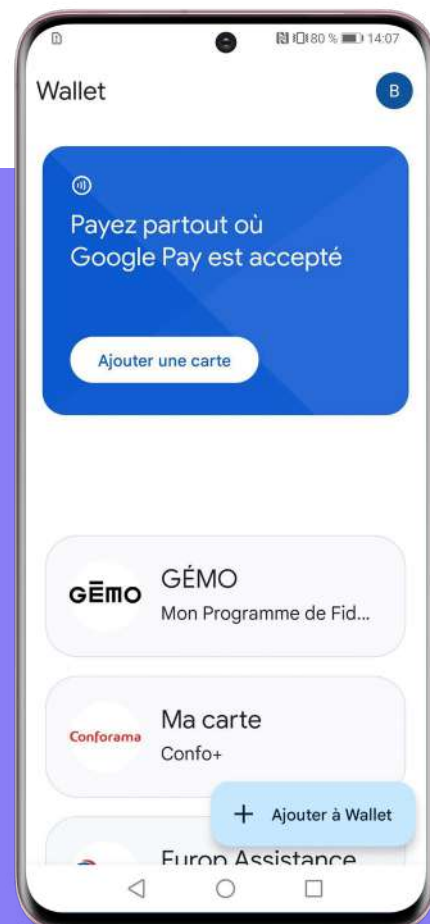 80 % 14:07
Wallet
B
Payez partout où
Google Pay est accepté
Ajouter une carte
GĒMO
GÉMO
Mon Programme de Fid...
Conforama
Ma carte
Confo+
+ Ajouter à Wallet
Europ Assistance